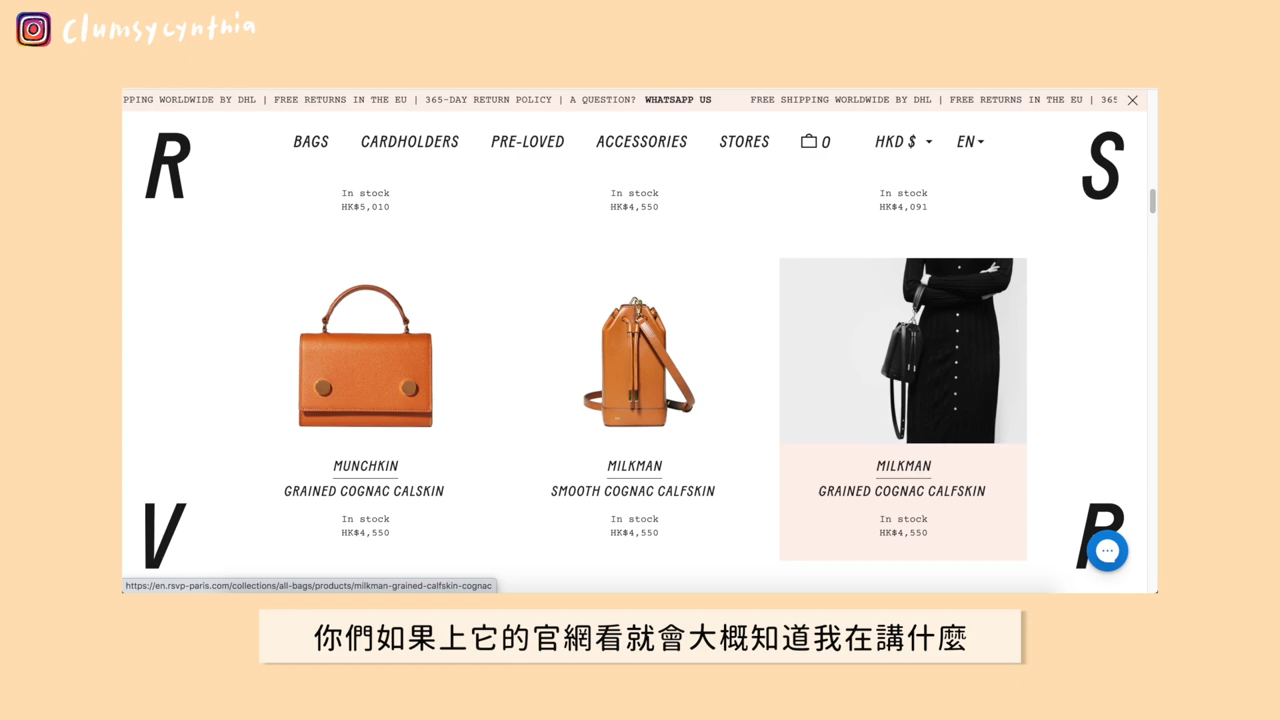 Clumsycynthia
PPING WORLDWIDE BY DHL | FREE RETURNS IN THE EU | 365-DAY RETURN POLICY | A QUESTION? WHATSAPP US FREE SHIPPING WORLDWIDE BY DHL | FREE RETURNS IN THE EU | 365
R S
BAGS CARDHOLDERS PRE-LOVED ACCESSORIES STORES 0 HKD $ EN
In stock In stock In stock
HK$5,010 HK$4,550 HK$4,091
MUNCHKIN MILKMAN MILKMAN
GRAINED COGNAC CALSKIN SMOOTH COGNAC CALFSKIN GRAINED COGNAC CALFSKIN
In stock In stock In stock
HK$4,550 HK$4,550 HK$4,550
V P
https://en.rsvp-paris.com/collections/all-bags/products/milkman-grained-calfskin-cognac
你們如果上它的官網看就會大概知道我在講什麼